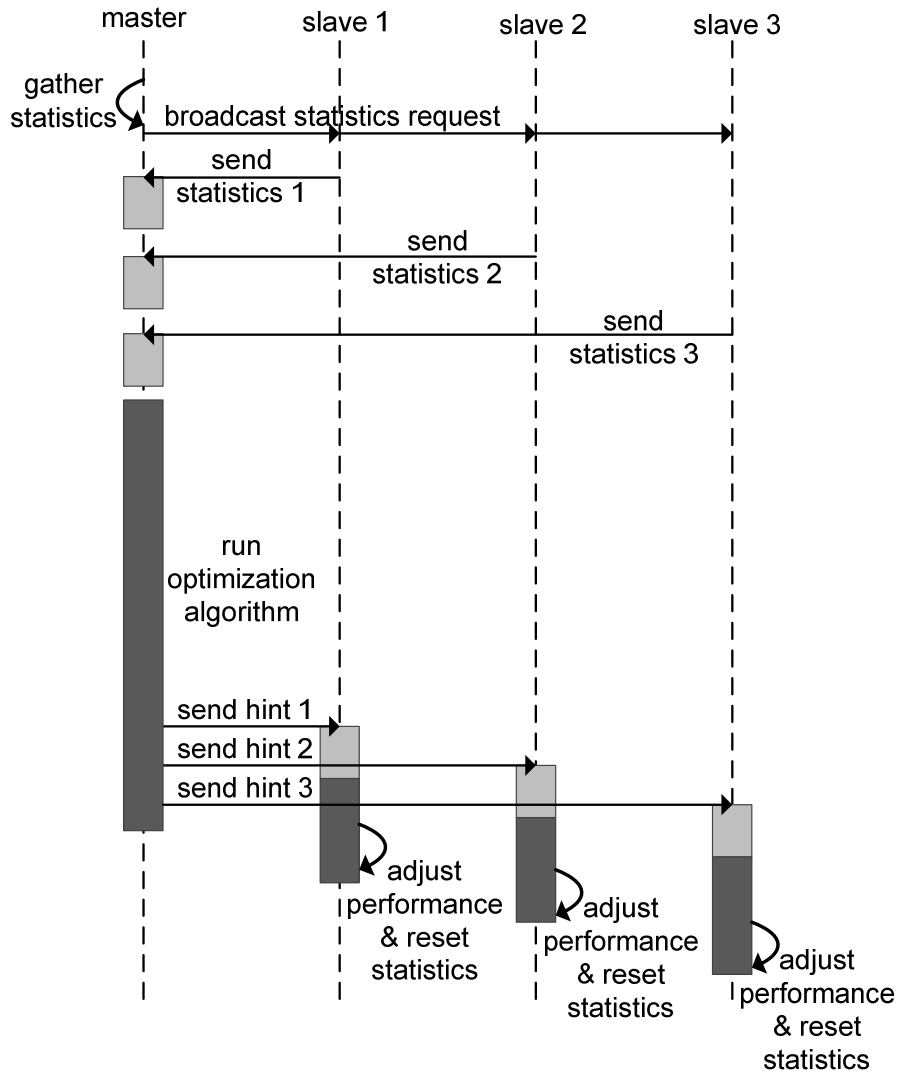 master
slave 1
slave 2
slave 3
gather
statistics
broadcast statistics request
send
statistics 1
send
statistics 2
send
statistics 3
run
optimization
algorithm
send hint 1
send hint 2
send hint 3
adjust
performance
& reset
statistics
adjust
performance
& reset
statistics
adjust
performance
& reset
statistics